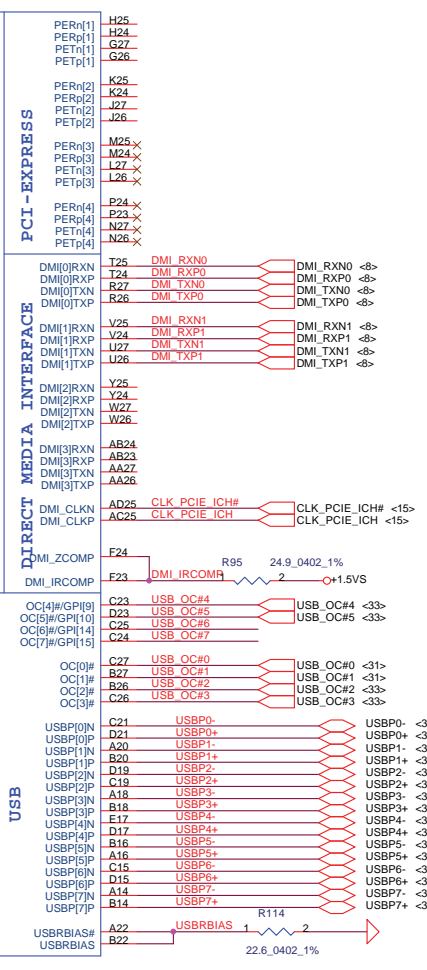 PCI-EXPRESS
PERn[1] H25
PERp[1] H24
PETn[1] G27
PETp[1] G26
PERn[2] K25
PERp[2] K24
PETn[2] J27
PETp[2] J26
PERn[3] M25
PERp[3] M24
PETn[3] L27
PETp[3] L26
PERn[4] P24
PERp[4] P23
PETn[4] N27
PETp[4] N26
DIRECT MEDIA INTERFACE
DMI[0]RXN T25 DMI_RXN0 DMI_RXN0 <8>
DMI[0]RXP T24 DMI_RXP0 DMI_RXP0 <8>
DMI[0]TXN R27 DMI_TXN0 DMI_TXN0 <8>
DMI[0]TXP R26 DMI_TXP0 DMI_TXP0 <8>
DMI[1]RXN V25 DMI_RXN1 DMI_RXN1 <8>
DMI[1]RXP V24 DMI_RXP1 DMI_RXP1 <8>
DMI[1]TXN U27 DMI_TXN1 DMI_TXN1 <8>
DMI[1]TXP U26 DMI_TXP1 DMI_TXP1 <8>
DMI[2]RXN Y25
DMI[2]RXP Y24
DMI[2]TXN W27
DMI[2]TXP W26
DMI[3]RXN AB24
DMI[3]RXP AB23
DMI[3]TXN AA27
DMI[3]TXP AA26
DMI_CLKN AD25 CLK_PCIE_ICH# CLK_PCIE_ICH# <15>
DMI_CLKP AC25 CLK_PCIE_ICH CLK_PCIE_ICH <15>
DMI_ZCOMP F24
R95 24.9_0402_1%
DMI_IRCOMP F23 DMI_IRCOMP 1 2 +1.5VS
USB
OC[4]#/GPI[9] C23 USB_OC#4 USB_OC#4 <33>
OC[5]#/GPI[10] D23 USB_OC#5 USB_OC#5 <33>
OC[6]#/GPI[14] C25 USB_OC#6
OC[7]#/GPI[15] C24 USB_OC#7
OC[0]# C27 USB_OC#0 USB_OC#0 <31>
OC[1]# B27 USB_OC#1 USB_OC#1 <31>
OC[2]# B26 USB_OC#2 USB_OC#2 <33>
OC[3]# C26 USB_OC#3 USB_OC#3 <33>
USBP[0]N C21 USBP0- USBP0- <3
USBP[0]P D21 USBP0+ USBP0+ <3
USBP[1]N A20 USBP1- USBP1- <3
USBP[1]P B20 USBP1+ USBP1+ <3
USBP[2]N D19 USBP2- USBP2- <3
USBP[2]P C19 USBP2+ USBP2+ <3
USBP[3]N A18 USBP3- USBP3- <3
USBP[3]P B18 USBP3+ USBP3+ <3
USBP[4]N E17 USBP4- USBP4- <3
USBP[4]P D17 USBP4+ USBP4+ <3
USBP[5]N B16 USBP5- USBP5- <3
USBP[5]P A16 USBP5+ USBP5+ <3
USBP[6]N C15 USBP6- USBP6- <3
USBP[6]P D15 USBP6+ USBP6+ <3
USBP[7]N A14 USBP7- USBP7- <3
USBP[7]P B14 USBP7+ USBP7+ <3
R114
USBRBIAS# A22 USBRBIAS 1 2
USBRBIAS B22
22.6_0402_1%